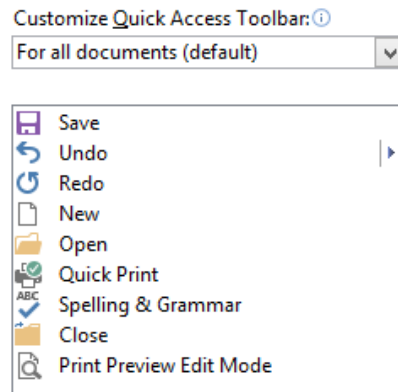 Customize Quick Access Toolbar:
For all documents (default)
Save
Undo
Redo
New
Open
Quick Print
ABC
Spelling & Grammar
Close
Print Preview Edit Mode